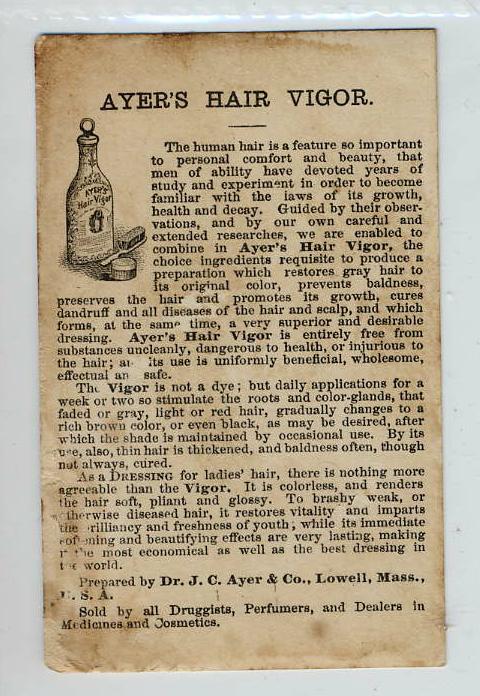 AYER'S HAIR VIGOR.
AYER'S
Hair Vigor
The human hair is a feature so important
to personal comfort and beauty, that
men of ability have devoted years of
study and experiment in order to become
familiar with the laws of its growth,
health and decay. Guided by their obser-
vations, and by our own careful and
extended researches, we are enabled to
combine in Ayer's Hair Vigor, the
choice ingredients requisite to produce a
preparation which restores gray hair to
its original color, prevents baldness,
preserves the hair and promotes its growth, cures
dandruff and all diseases of the hair and scalp, and which
forms, at the same time, a very superior and desirable
dressing. Ayer's Hair Vigor is entirely free from
substances uncleanly, dangerous to health, or injurious to
the hair; its use is uniformly beneficial, wholesome,
effectual safe.
The Vigor is not a dye; but daily applications for a
week or two so stimulate the roots and color-glands, that
faded or gray, light or red hair, gradually changes to a
rich brown color, or even black, as may be desired, after
which the shade is maintained by occasional use. By its
use, also, thin hair is thickened, and baldness often, though
not always, cured.
As a DRESSING for ladies' hair, there is nothing more
agreeable than the Vigor. It is colorless, and renders
the hair soft, pliant and glossy. To brashy weak, or
otherwise diseased hair, it restores vitality and imparts
the brilliancy and freshness of youth; while its immediate
softening and beautifying effects are very lasting, making
it the most economical as well as the best dressing in
the world.
Prepared by Dr. J. C. Ayer & Co., Lowell, Mass.,
U. S. A.
Sold by all Druggists, Perfumers, and Dealers in
Medicines and Cosmetics.